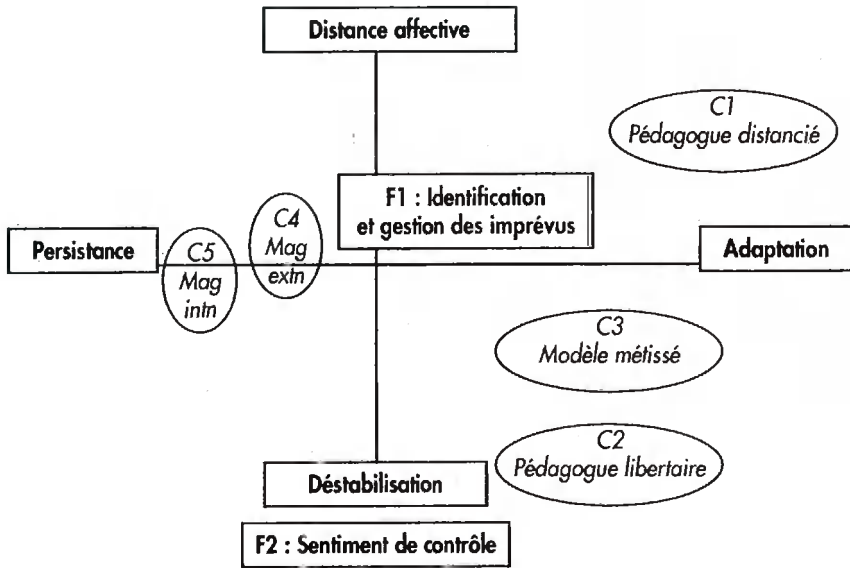 Distance affective
C1
Pédagogue distancié
F1 : Identification
et gestion des imprévus
C4
Mag
extn
Persistance
C5
Mag
intn
Adaptation
C3
Modèle métissé
C2
Pédagogue libertaire
Déstabilisation
F2 : Sentiment de contrôle